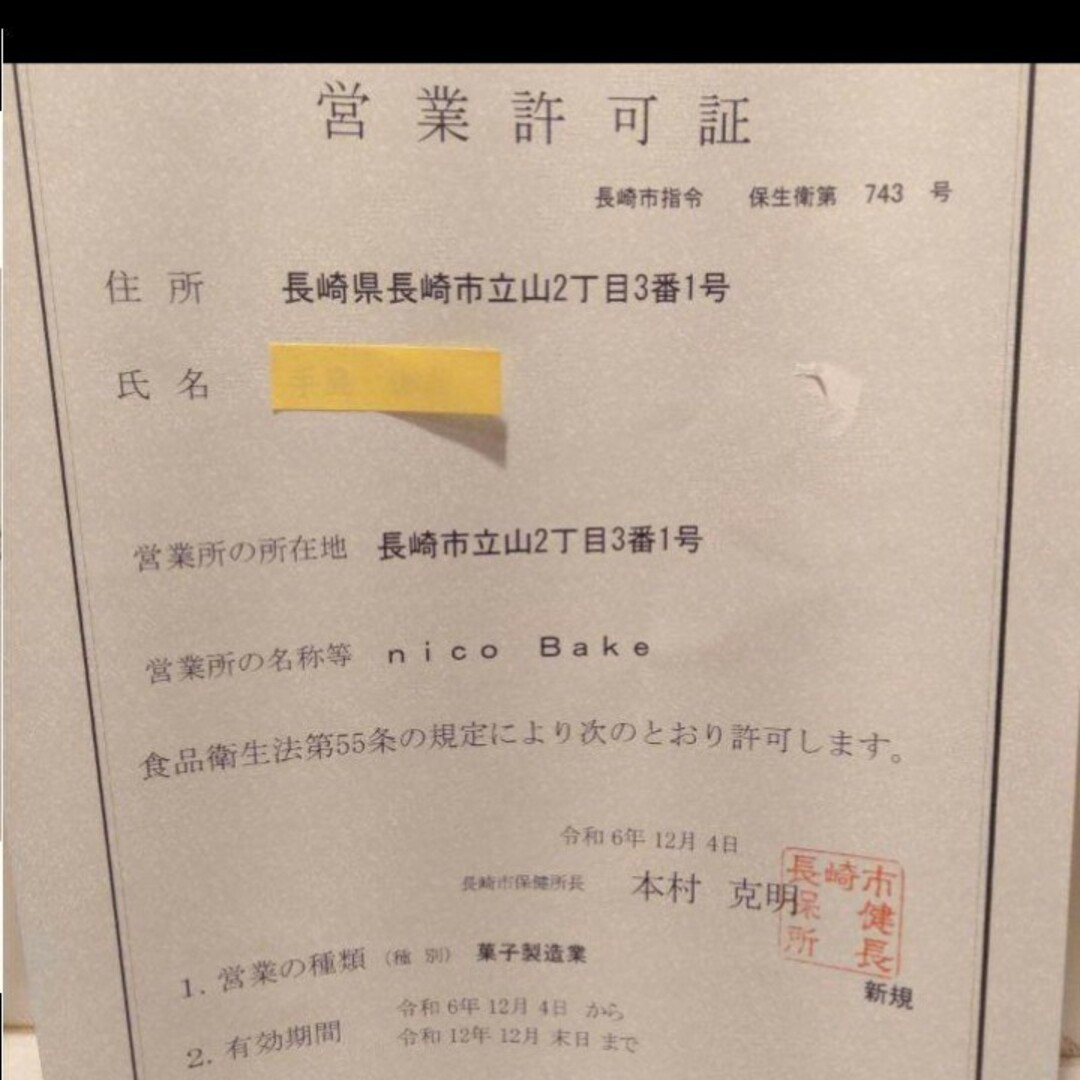 営業許可証
長崎市指令 保生衛第 743 号
住所 長崎県長崎市立山2丁目3番1号
氏名
営業所の所在地 長崎市立山2丁目3番1号
営業所の名称等 nico Bake
食品衛生法第55条の規定により次のとおり許可します。
令和 6年 12月 4日
長崎市保健所長 本村 克明
長崎市保健所長
1. 営業の種類 (種別) 菓子製造業
新規
2. 有効期間 令和 6年 12月 4日 から
令和 12年 12月 末日 まで